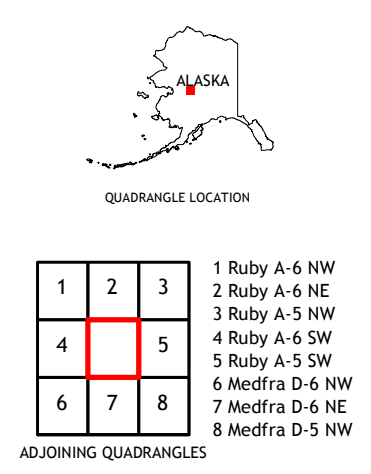 ALASKA
QUADRANGLE LOCATION
1 2 3
4 5
6 7 8
1 Ruby A-6 NW
2 Ruby A-6 NE
3 Ruby A-5 NW
4 Ruby A-6 SW
5 Ruby A-5 SW
6 Medfra D-6 NW
7 Medfra D-6 NE
8 Medfra D-5 NW
ADJOINING QUADRANGLES